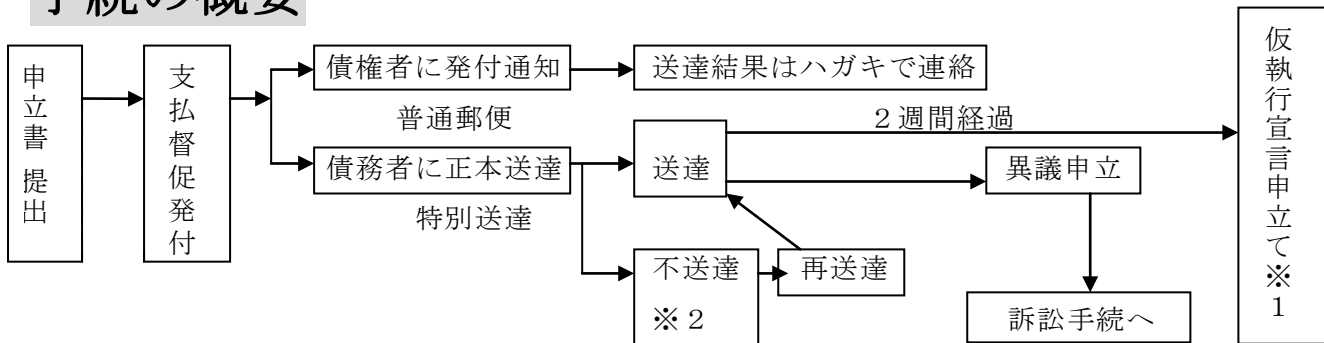 手続の概要
申立書 提出
支払督促発付
債権者に発付通知
送達結果はハガキで連絡
普通郵便
２週間経過
債務者に正本送達
送達
異議申立
特別送達
不送達
※２
再送達
訴訟手続へ
仮執行宣言申立て※１